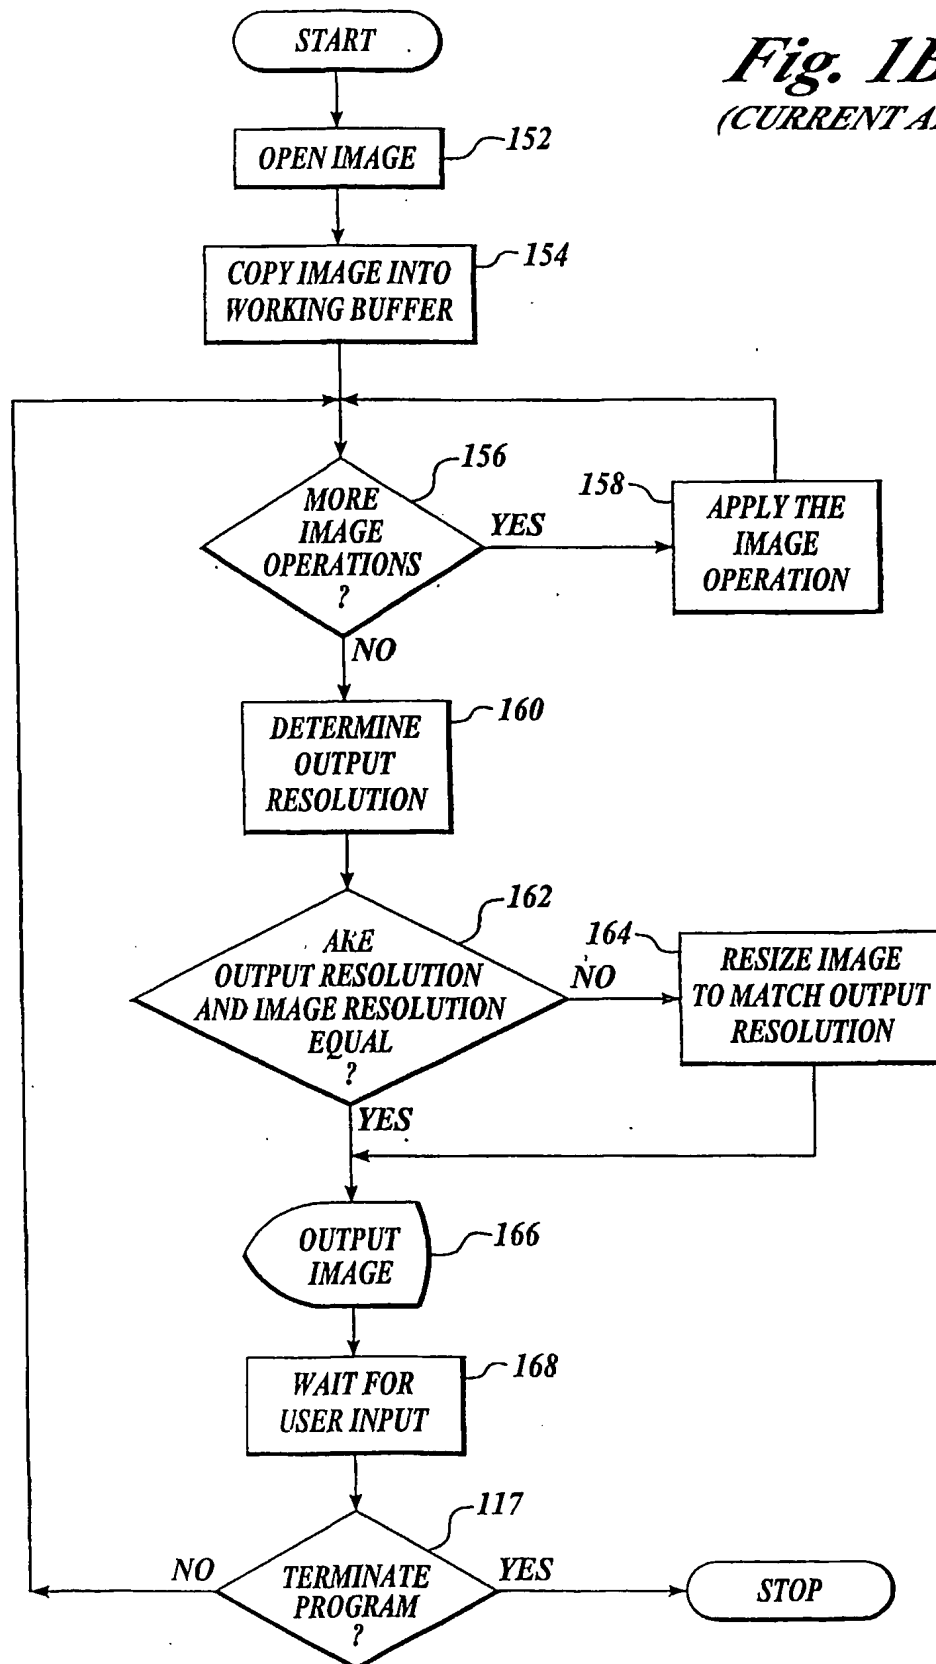 START
Fig. 1B
(CURRENT A
OPEN IMAGE
152
COPY IMAGE INTO
WORKING BUFFER
154
MORE
IMAGE
OPERATIONS
?
156
YES
158
APPLY THE
IMAGE
OPERATION
NO
160
DETERMINE
OUTPUT
RESOLUTION
162
AKE
OUTPUT RESOLUTION
AND IMAGE RESOLUTION
EQUAL
?
NO
164
RESIZE IMAGE
TO MATCH OUTPUT
RESOLUTION
YES
OUTPUT
IMAGE
166
WAIT FOR
USER INPUT
168
117
NO
TERMINATE
PROGRAM
?
YES
STOP